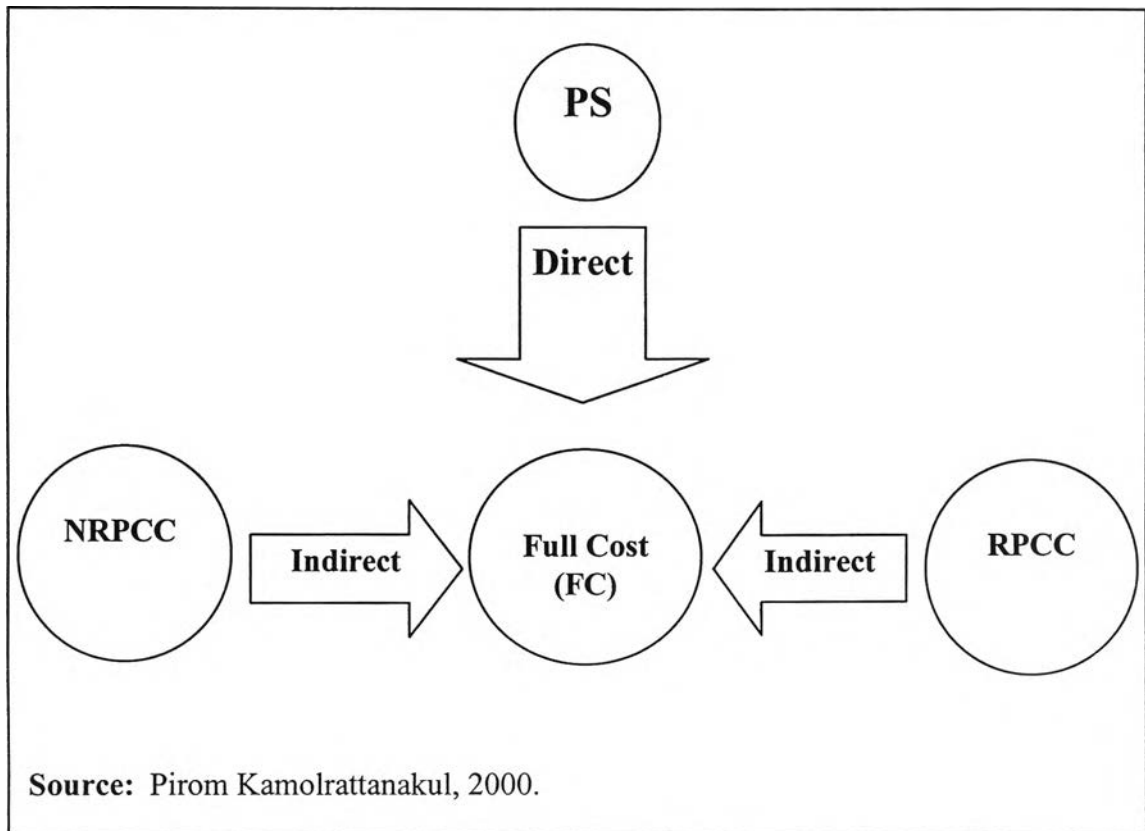 PS
Direct
NRPCC
Indirect
Full Cost
(FC)
Indirect
RPCC
Source: Pirom Kamolrattanakul, 2000.